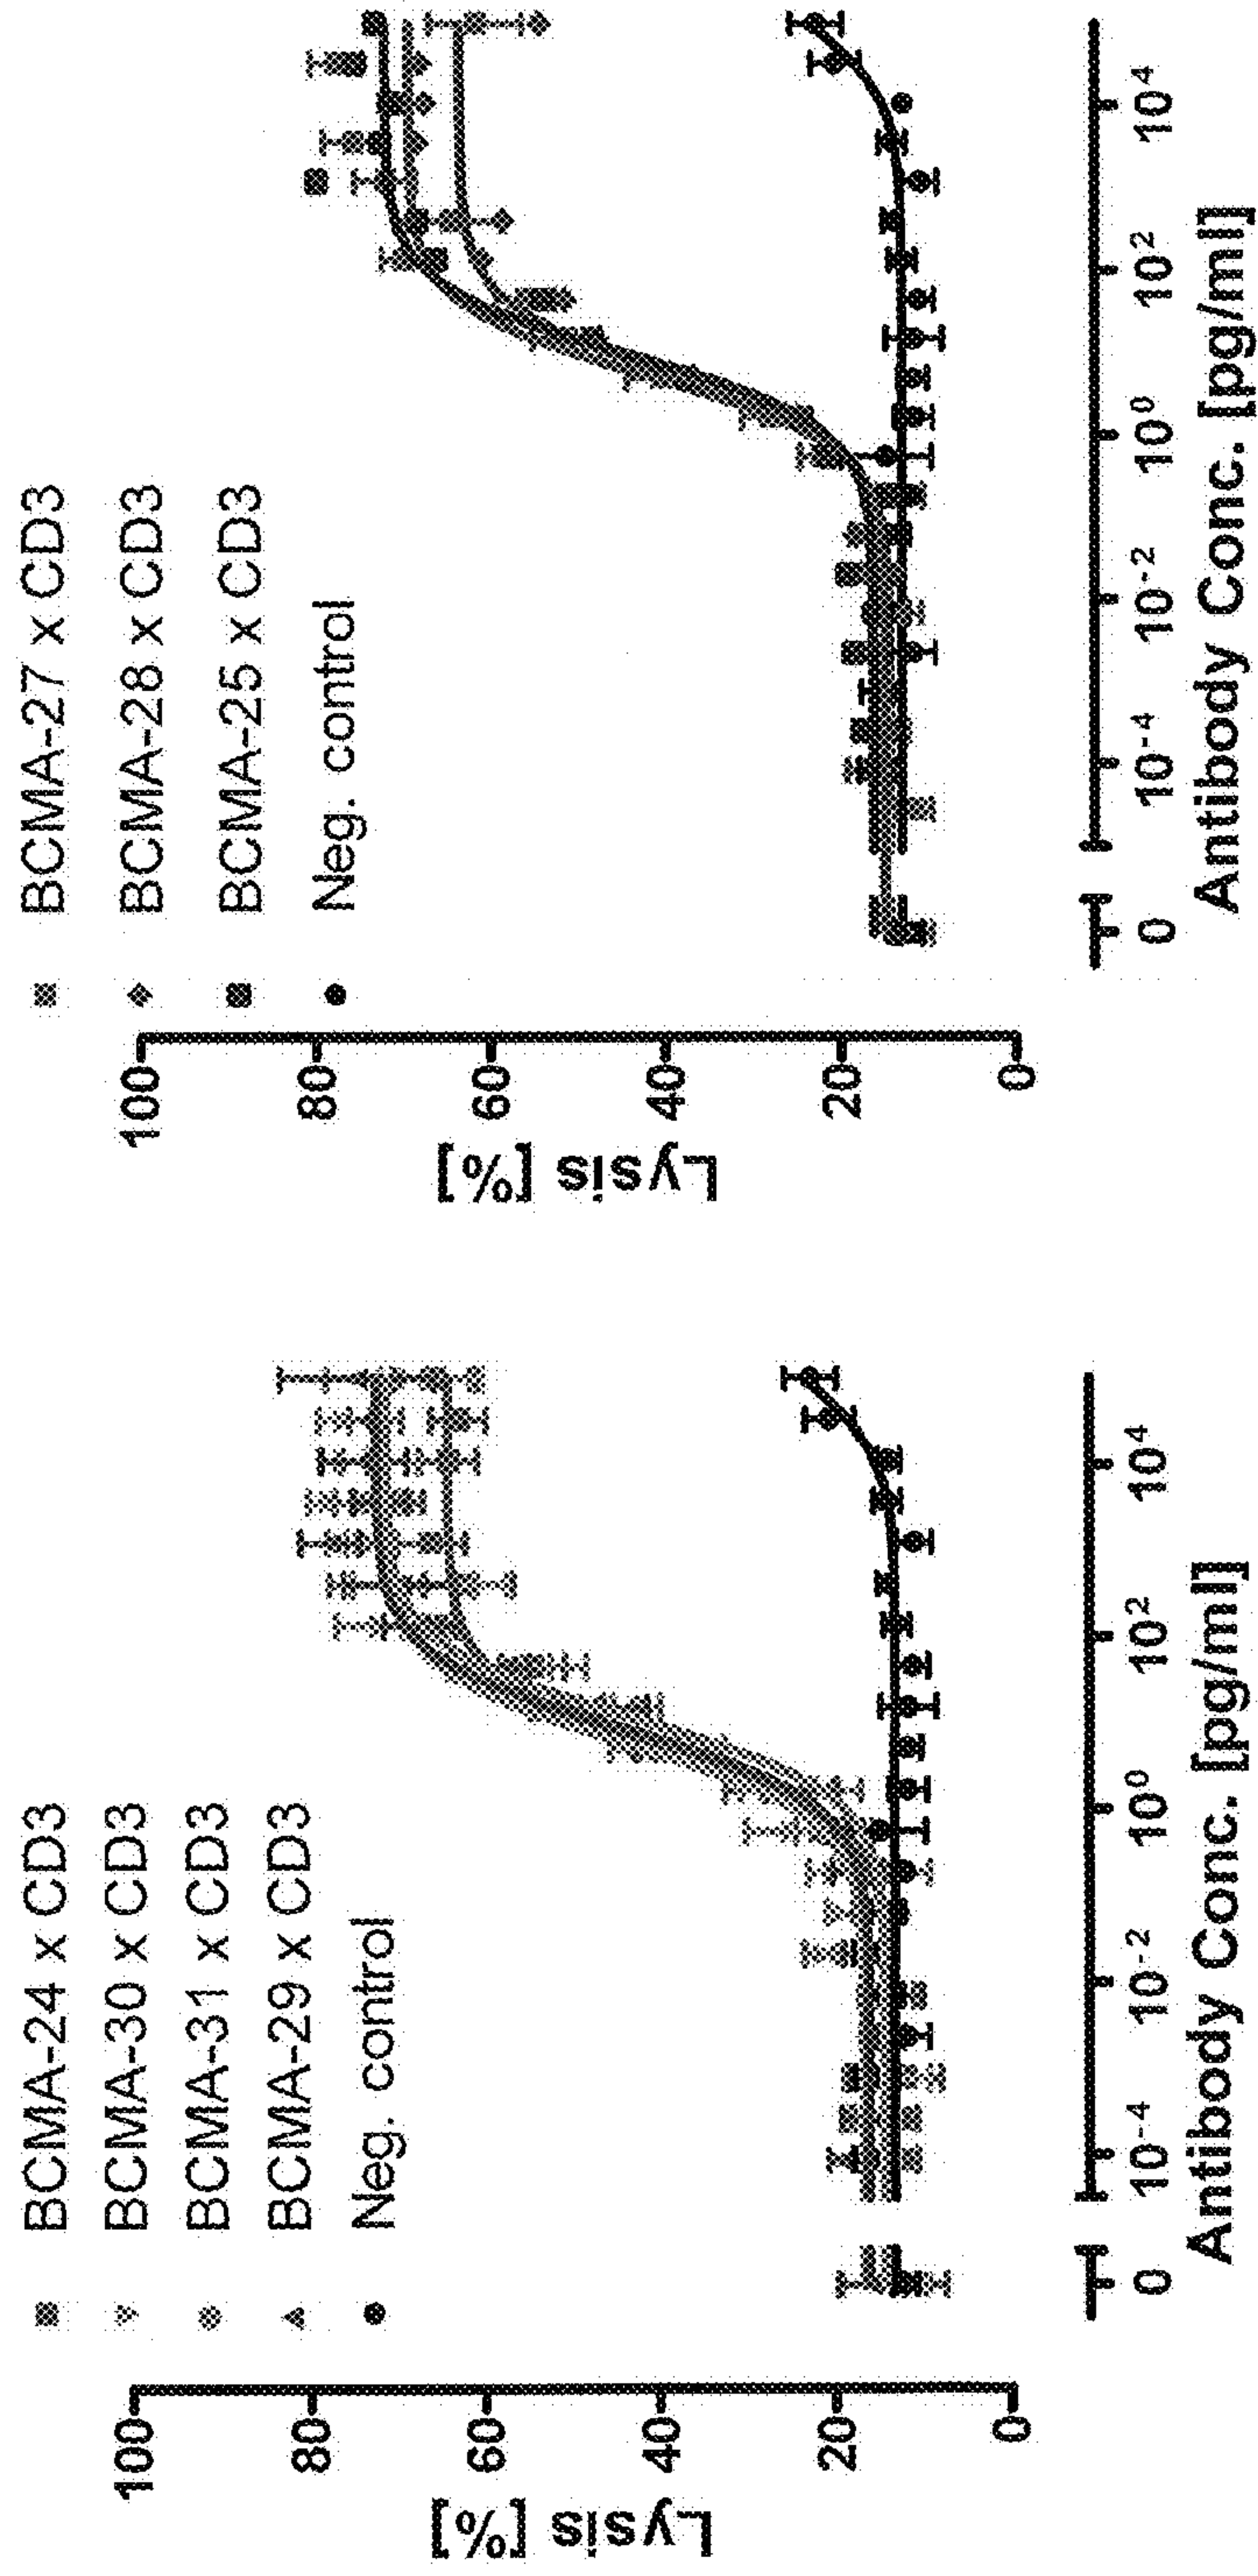 BCMA-24 x CD3
BCMA-30 x CD3
BCMA-31 x CD3
BCMA-29 x CD3
Neg. control
100
80
60
40
20
0
Lysis [%]
0
10-4
10-2
100
102
104
Antibody Conc. [pg/ml]
BCMA-27 x CD3
BCMA-28 x CD3
BCMA-25 x CD3
Neg. control
100
80
60
40
20
0
Lysis [%]
0
10-4
10-2
100
102
104
Antibody Conc. [pg/ml]